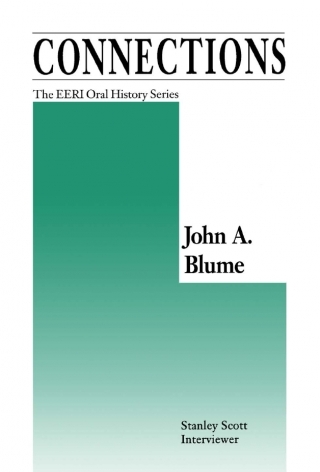 CONNECTIONS
The EERI Oral History Series
John A.
Blume
Stanley Scott
Interviewer